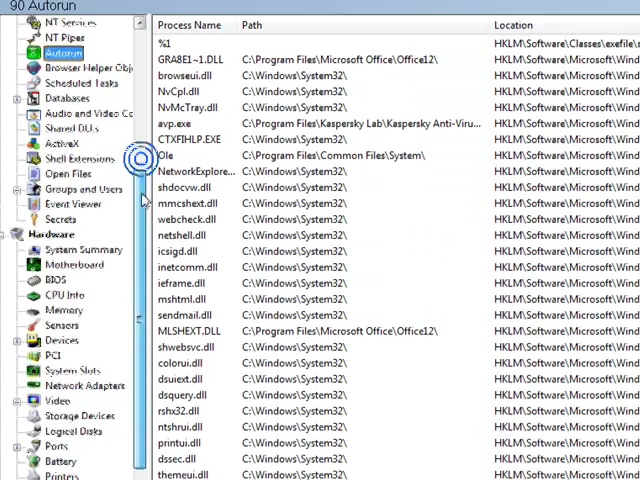 90 Autorun
NT Services
NT Pipes
Autorun
Browser Helper Obj
Scheduled Tasks
Databases
Audio and Video Co
Shared DLLs
ActiveX
Shell Extensions
Open Files
Groups and Users
Event Viewer
Secrets
Hardware
System Summary
Motherboard
BIOS
CPU Info
Memory
Sensors
Devices
PCI
System Slots
Network Adapters
Video
Storage Devices
Logical Disks
Ports
Battery
Printers
Process Name Path Location
%1 HKLM\Software\Classes\exefile\s
GRA8E1~1.DLL C:\Program Files\Microsoft Office\Office12\ HKLM\Software\Microsoft\Wind
browseui.dll C:\Windows\System32\ HKLM\Software\Microsoft\Wind
NvCpl.dll C:\Windows\System32\ HKLM\Software\Microsoft\Wind
NvMcTray.dll C:\Windows\System32\ HKLM\Software\Microsoft\Wind
avp.exe C:\Program Files\Kaspersky Lab\Kaspersky Anti-Viru... HKLM\Software\Microsoft\Wind
CTXFIHLP.EXE C:\Windows\System32\ HKLM\Software\Microsoft\Wind
Ole C:\Program Files\Common Files\System\ HKLM\Software\Microsoft\Wind
NetworkExplore... C:\Windows\System32\ HKLM\Software\Microsoft\Wind
shdocvw.dll C:\Windows\System32\ HKLM\Software\Microsoft\Wind
mmcshext.dll C:\Windows\System32\ HKLM\Software\Microsoft\Wind
webcheck.dll C:\Windows\System32\ HKLM\Software\Microsoft\Wind
netshell.dll C:\Windows\System32\ HKLM\Software\Microsoft\Wind
icsigd.dll C:\Windows\System32\ HKLM\Software\Microsoft\Wind
inetcomm.dll C:\Windows\System32\ HKLM\Software\Microsoft\Wind
ieframe.dll C:\Windows\System32\ HKLM\Software\Microsoft\Wind
mshtml.dll C:\Windows\System32\ HKLM\Software\Microsoft\Wind
sendmail.dll C:\Windows\System32\ HKLM\Software\Microsoft\Wind
MLSHEXT.DLL C:\Program Files\Microsoft Office\Office12\ HKLM\Software\Microsoft\Wind
shwebsvc.dll C:\Windows\System32\ HKLM\Software\Microsoft\Wind
colorui.dll C:\Windows\System32\ HKLM\Software\Microsoft\Wind
dsuiext.dll C:\Windows\System32\ HKLM\Software\Microsoft\Wind
dsquery.dll C:\Windows\System32\ HKLM\Software\Microsoft\Wind
rshx32.dll C:\Windows\System32\ HKLM\Software\Microsoft\Wind
ntshrui.dll C:\Windows\System32\ HKLM\Software\Microsoft\Wind
printui.dll C:\Windows\System32\ HKLM\Software\Microsoft\Wind
dssec.dll C:\Windows\System32\ HKLM\Software\Microsoft\Wind
themeui.dll C:\Windows\System32\ HKLM\Software\Microsoft\Wind